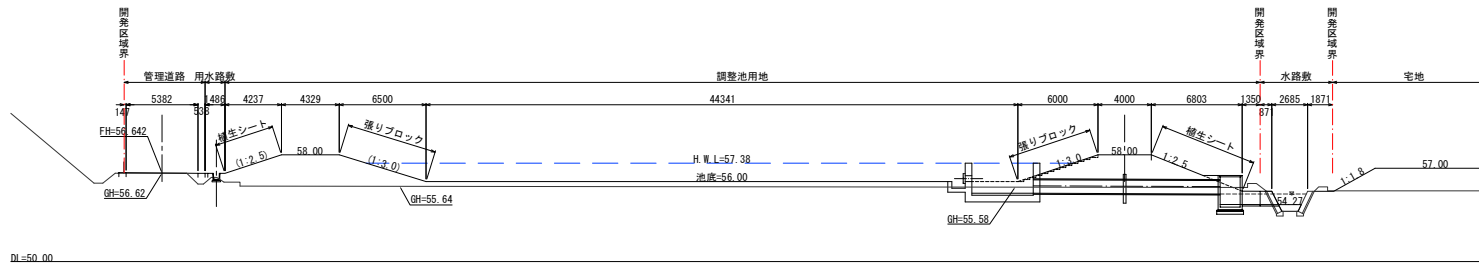 開発区域界
開発区域界
開発区域界
管理道路
用水路敷
調整池用地
水路敷
宅地
147
5382
538
1486
4237
4329
6500
44341
6000
4000
6803
1350
871
2685
1871
FH=56.642
植生シート
(1:2.5)
58.00
張りブロック
(1:3.0)
H.W.L=57.38
池底=56.00
張りブロック
1:3.0
58.00
植生シート
1:2.5
54.27
1:1.8
57.00
GH=56.62
GH=55.64
GH=55.58
DL=50.00